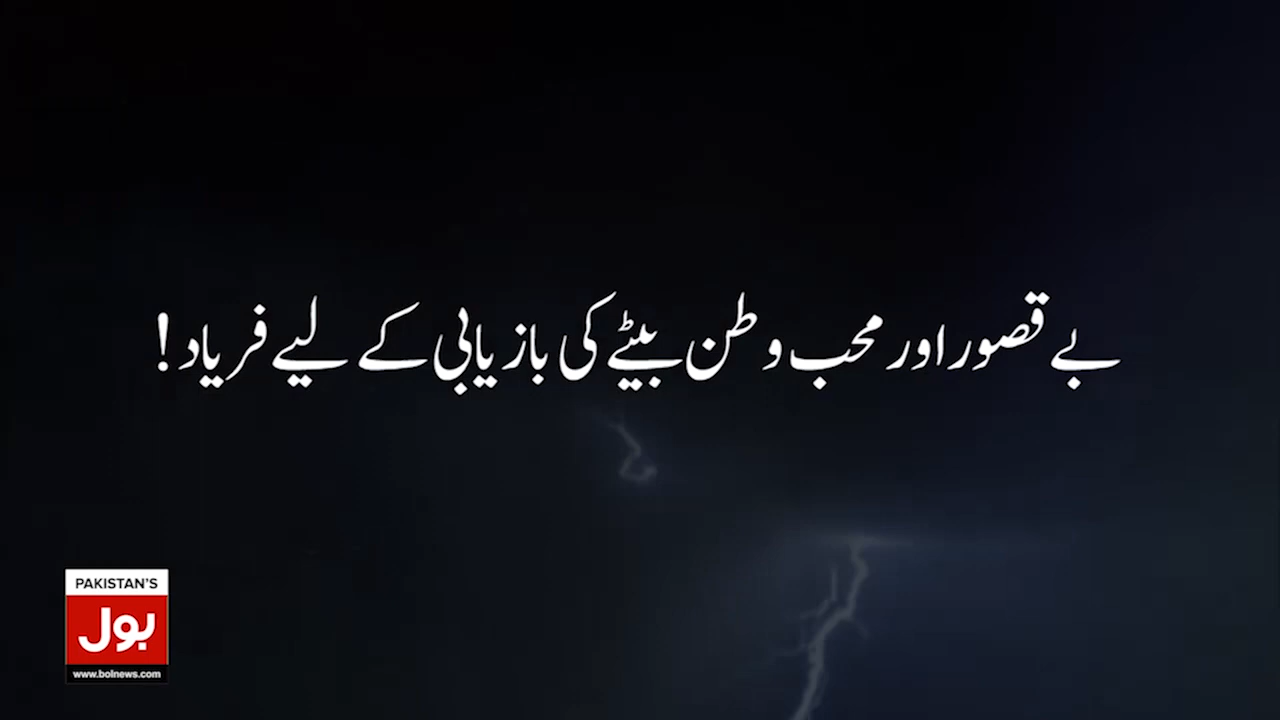 بے قصور اور محب وطن بیٹے کی بازیابی کے لیے فریاد!
PAKISTAN'S
بول
www.bolnews.com